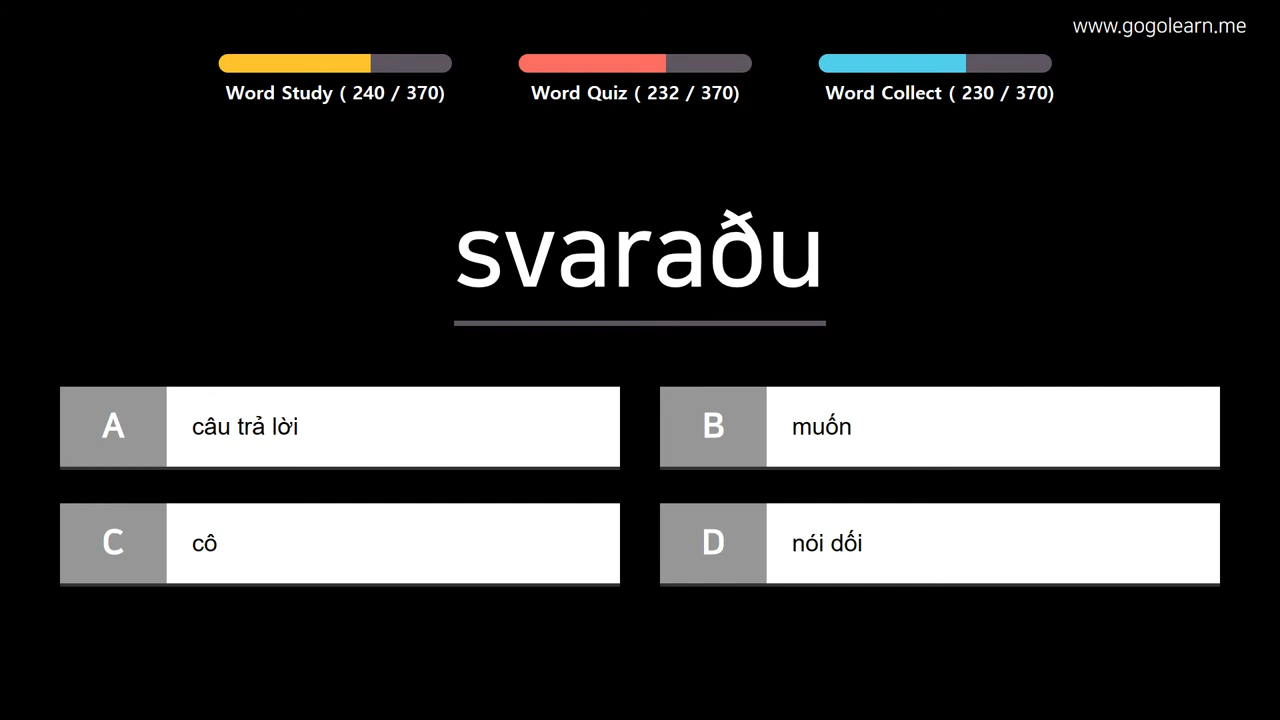 www.gogolearn.me
Word Study ( 240 / 370)
Word Quiz ( 232 / 370)
Word Collect ( 230 / 370)
svaraðu
A câu trả lời
B muốn
C cô
D nói dối